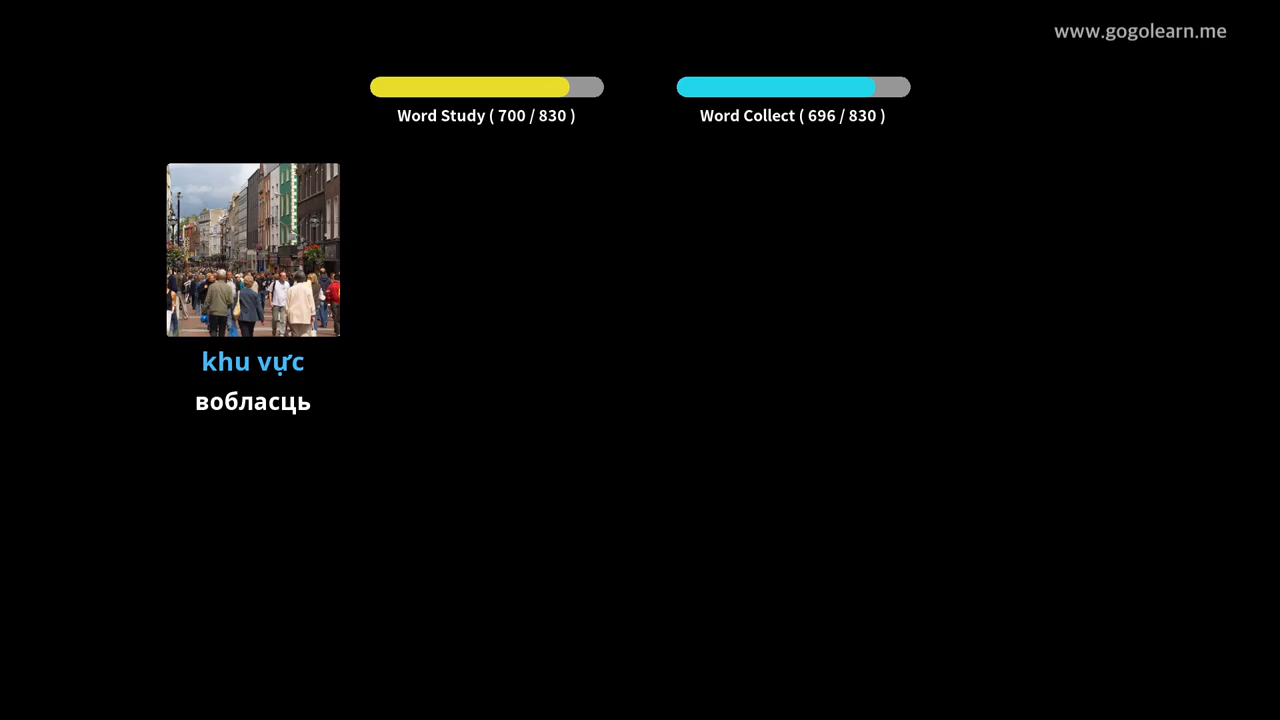 www.gogolearn.me
Word Study ( 700 / 830 )
Word Collect ( 696 / 830 )
khu vực
вобласць